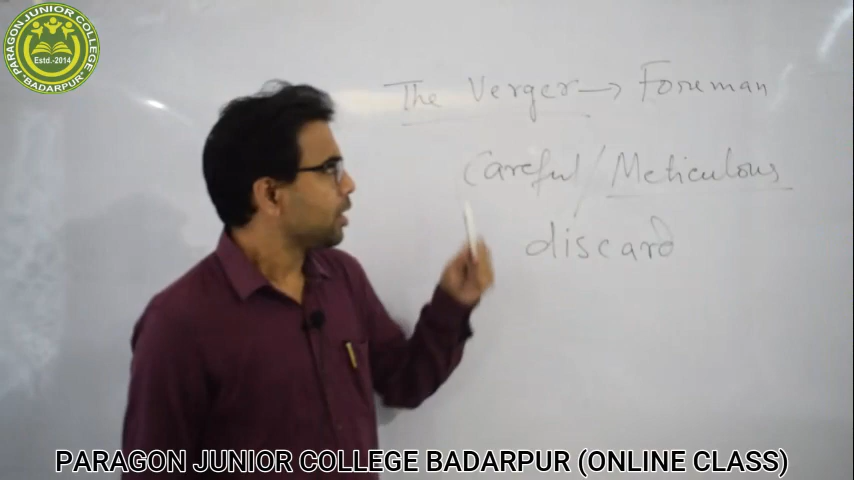 PARAGON JUNIOR COLLEGE
Estd.-2014
"BADARPUR"
The Verger → Foreman
Careful / Meticulous
discard
PARAGON JUNIOR COLLEGE BADARPUR (ONLINE CLASS)